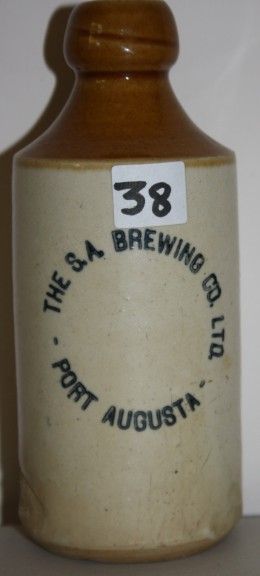 38
THE S.A. BREWING CO. LTD.
- PORT AUGUSTA -